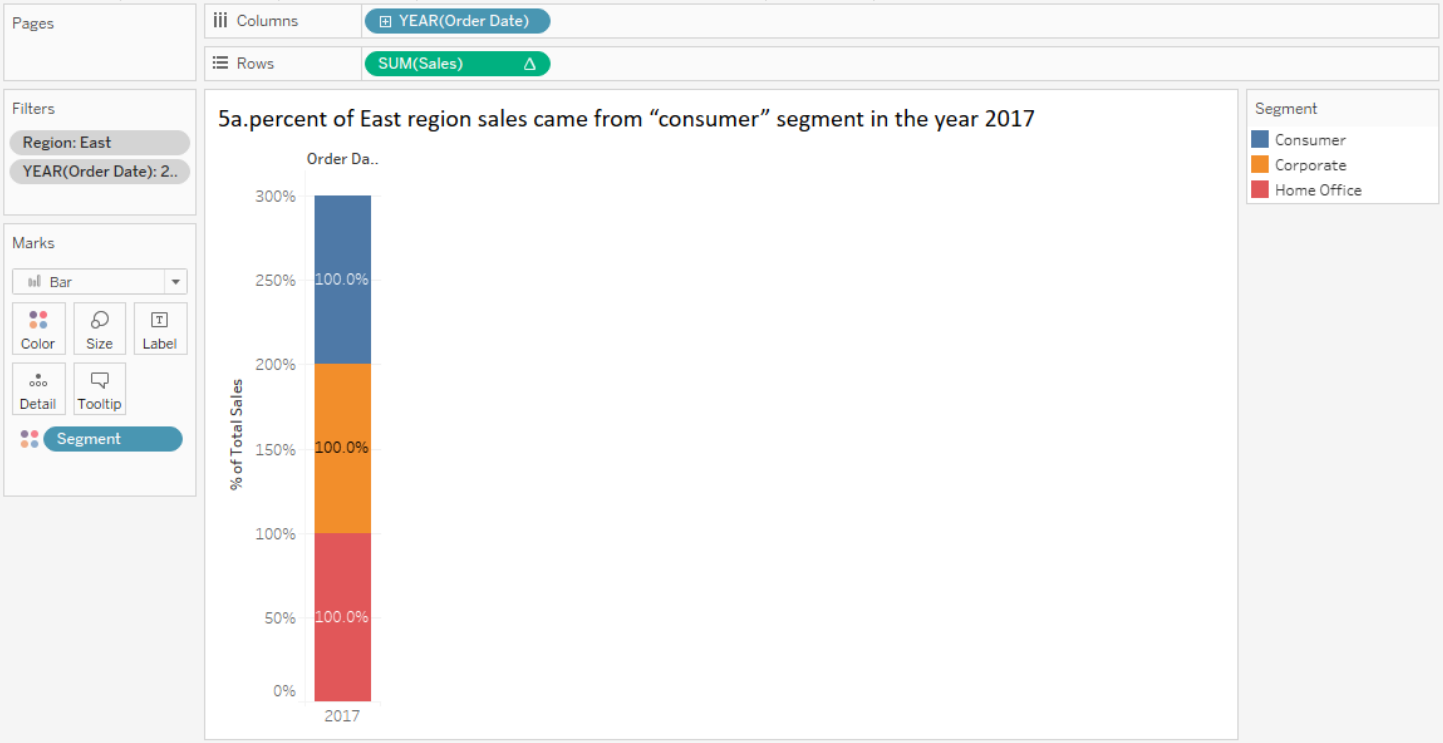 Pages
Columns
YEAR(Order Date)
Rows
SUM(Sales)
Filters
Region: East
YEAR(Order Date): 2..
Marks
Bar
Color
Size
Label
Detail
Tooltip
Segment
5a.percent of East region sales came from “consumer” segment in the year 2017
Order Da..
300%
250%
200%
150%
100%
50%
0%
% of Total Sales
100.0%
100.0%
100.0%
2017
Segment
Consumer
Corporate
Home Office